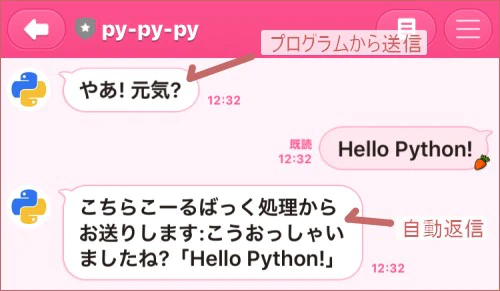 py-py-py
プログラムから送信
やあ! 元気?
12:32
既読
12:32
Hello Python!
こちらこーるばっく処理から
お送りします:こうおっしゃい
ましたね?「Hello Python!」
12:32
自動返信